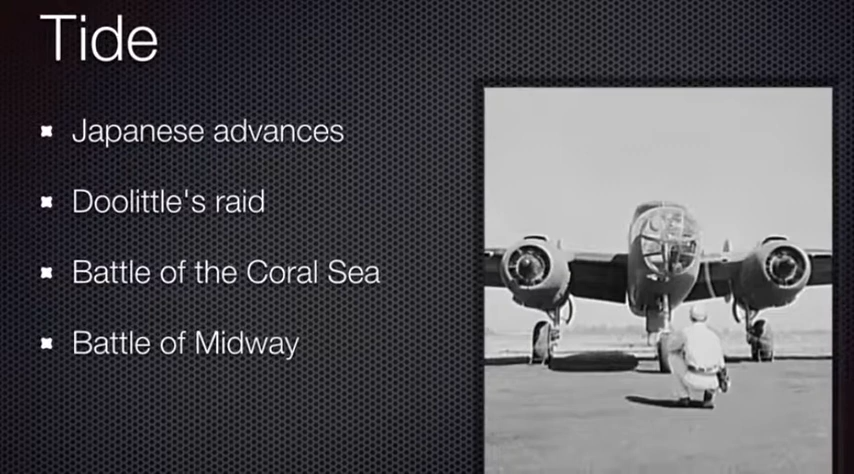 Tide
Japanese advances
Doolittle's raid
Battle of the Coral Sea
Battle of Midway